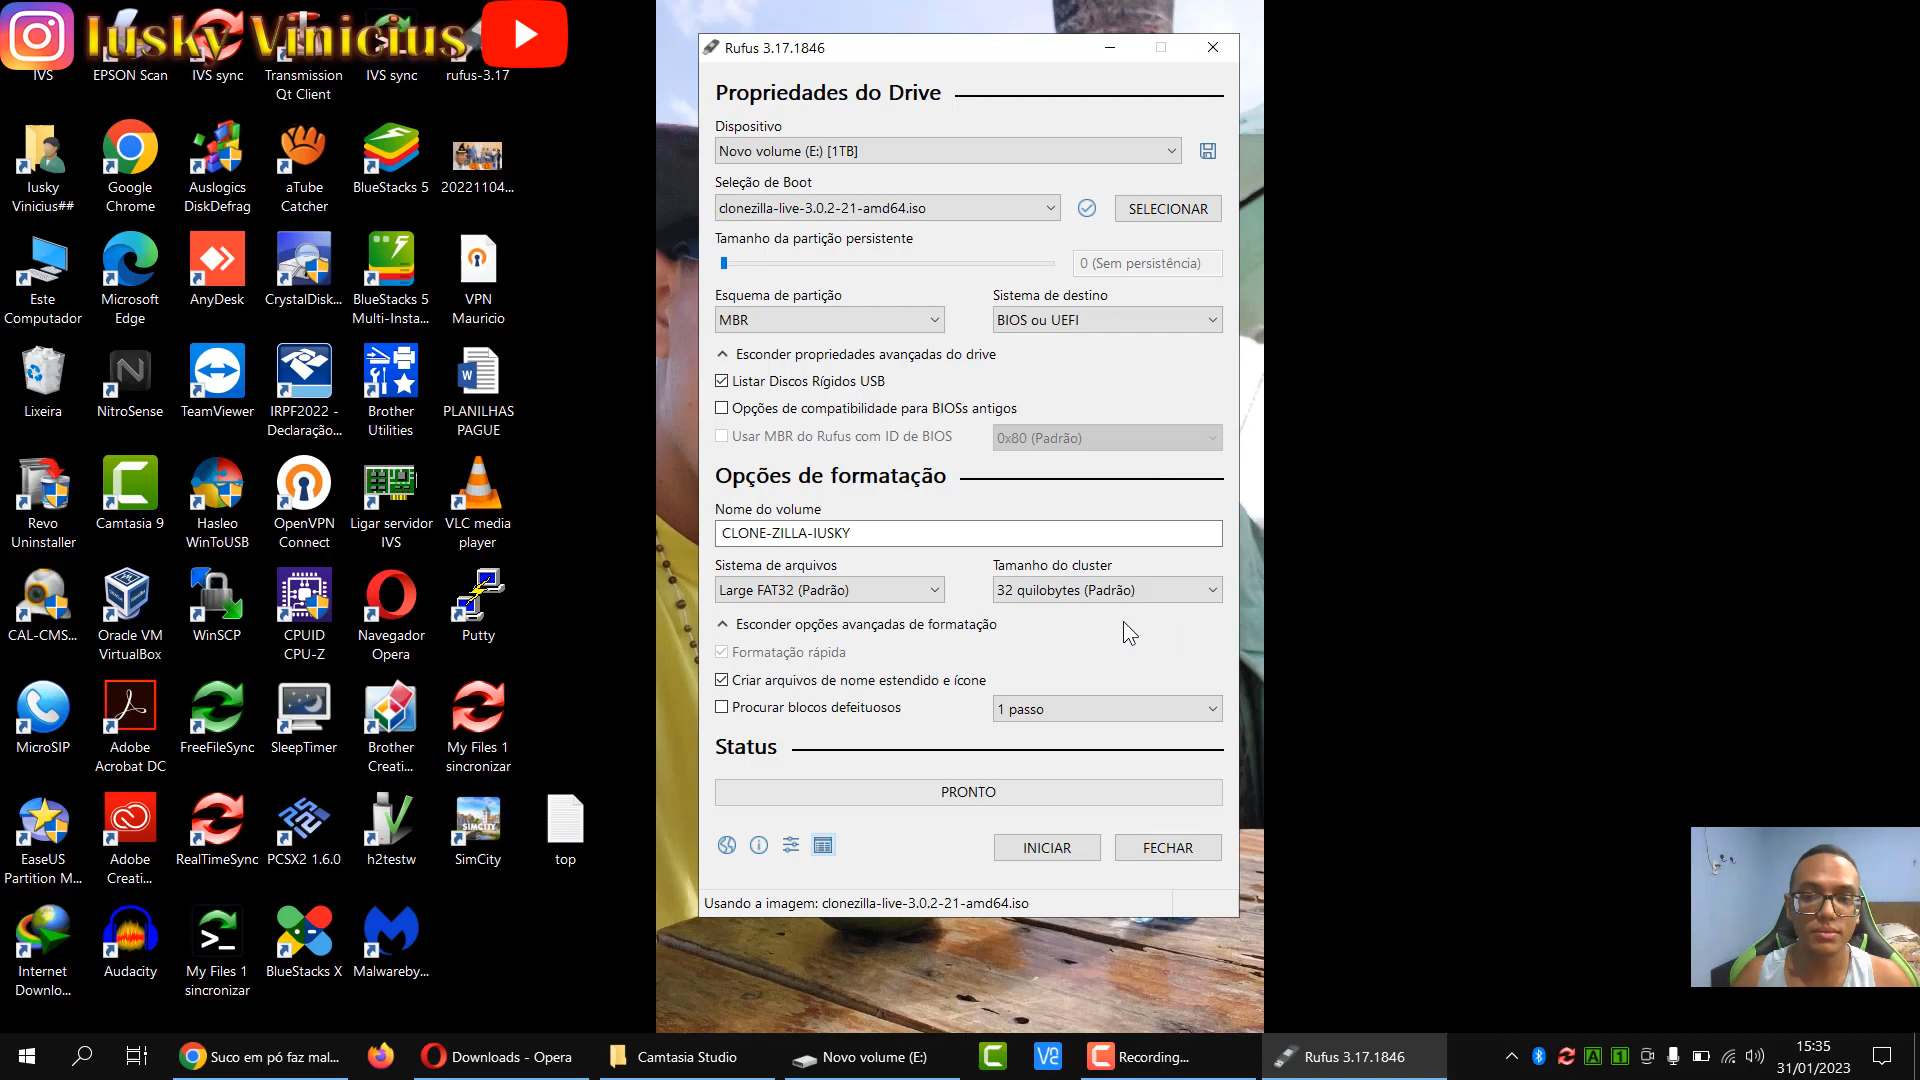 Iusky Vinicius
IVS
EPSON Scan
IVS sync
Transmission
Qt Client
IVS sync
rufus-3.17
Iusky
Vinicius##
Google
Chrome
Auslogics
DiskDefrag
aTube
Catcher
BlueStacks 5
20221104...
Este
Computador
Microsoft
Edge
AnyDesk
CrystalDisk...
BlueStacks 5
Multi-Insta...
VPN
Mauricio
Lixeira
NitroSense
TeamViewer
IRPF2022 -
Declaração...
Brother
Utilities
PLANILHAS
PAGUE
Revo
Uninstaller
Camtasia 9
Hasleo
WinToUSB
OpenVPN
Connect
Ligar servidor
IVS
VLC media
player
CAL-CMS...
Oracle VM
VirtualBox
WinSCP
CPUID
CPU-Z
Navegador
Opera
Putty
MicroSIP
Adobe
Acrobat DC
FreeFileSync
SleepTimer
Brother
Creati...
My Files 1
sincronizar
EaseUS
Partition M...
Adobe
Creati...
RealTimeSync
PCSX2 1.6.0
h2testw
SimCity
top
Internet
Downlo...
Audacity
My Files 1
sincronizar
BlueStacks X
Malwareby...
Rufus 3.17.1846
Propriedades do Drive
Dispositivo
Novo volume (E:) [1TB]
Seleção de Boot
clonezilla-live-3.0.2-21-amd64.iso
SELECIONAR
Tamanho da partição persistente
0 (Sem persistência)
Esquema de partição
Sistema de destino
MBR
BIOS ou UEFI
Esconder propriedades avançadas do drive
Listar Discos Rígidos USB
Opções de compatibilidade para BIOSs antigos
Usar MBR do Rufus com ID de BIOS
0x80 (Padrão)
Opções de formatação
Nome do volume
CLONE-ZILLA-IUSKY
Sistema de arquivos
Tamanho do cluster
Large FAT32 (Padrão)
32 quilobytes (Padrão)
Esconder opções avançadas de formatação
Formatação rápida
Criar arquivos de nome estendido e ícone
Procurar blocos defeituosos
1 passo
Status
PRONTO
INICIAR
FECHAR
Usando a imagem: clonezilla-live-3.0.2-21-amd64.iso
Suco em pó faz mal...
Downloads - Opera
Camtasia Studio
Novo volume (E:)
Recording...
Rufus 3.17.1846
15:35
31/01/2023